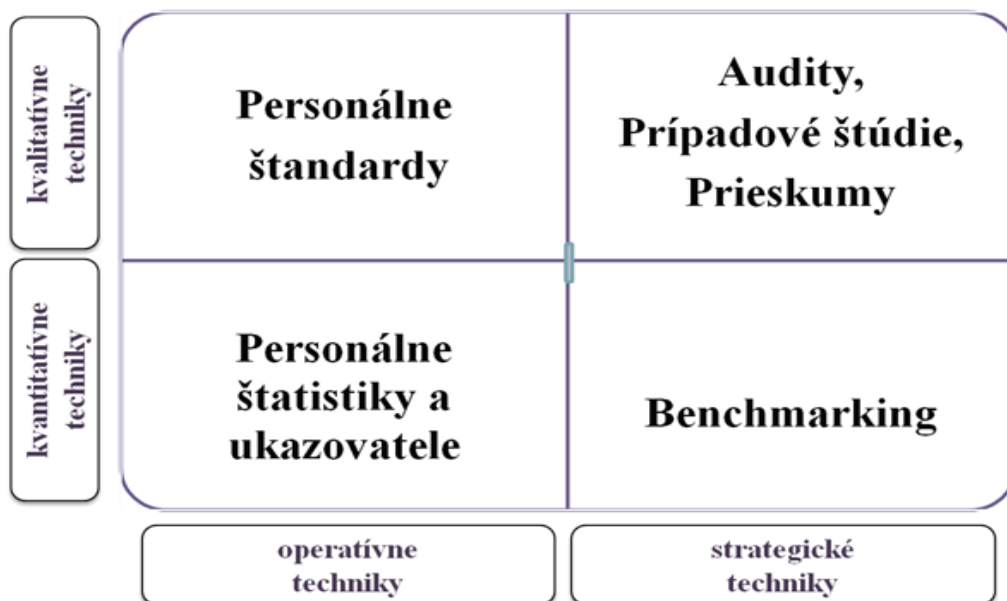 kvalitatívne
techniky
Personálne
štandardy
Audity,
Prípadové štúdie,
Prieskumy
kvantitatívne
techniky
Personálne
štatistiky a
ukazovatele
Benchmarking
operatívne
techniky
strategické
techniky